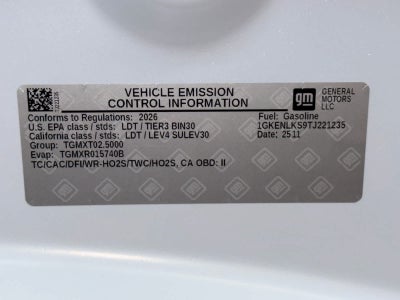 VEHICLE EMISSION
CONTROL INFORMATION
gm GENERAL MOTORS LLC
Conforms to Regulations: 2026
Fuel: Gasoline
U.S. EPA class / stds: LDT / TIER3 BIN30
1GKENLKS9TJ221235
California class / stds: LDT / LEV4 SULEV30
Date: 2511
Group: TGMXT02.5000
Evap: TGMXR015740B
TC/CAC/DFI/WR-HO2S/TWC/HO2S, CA OBD: II